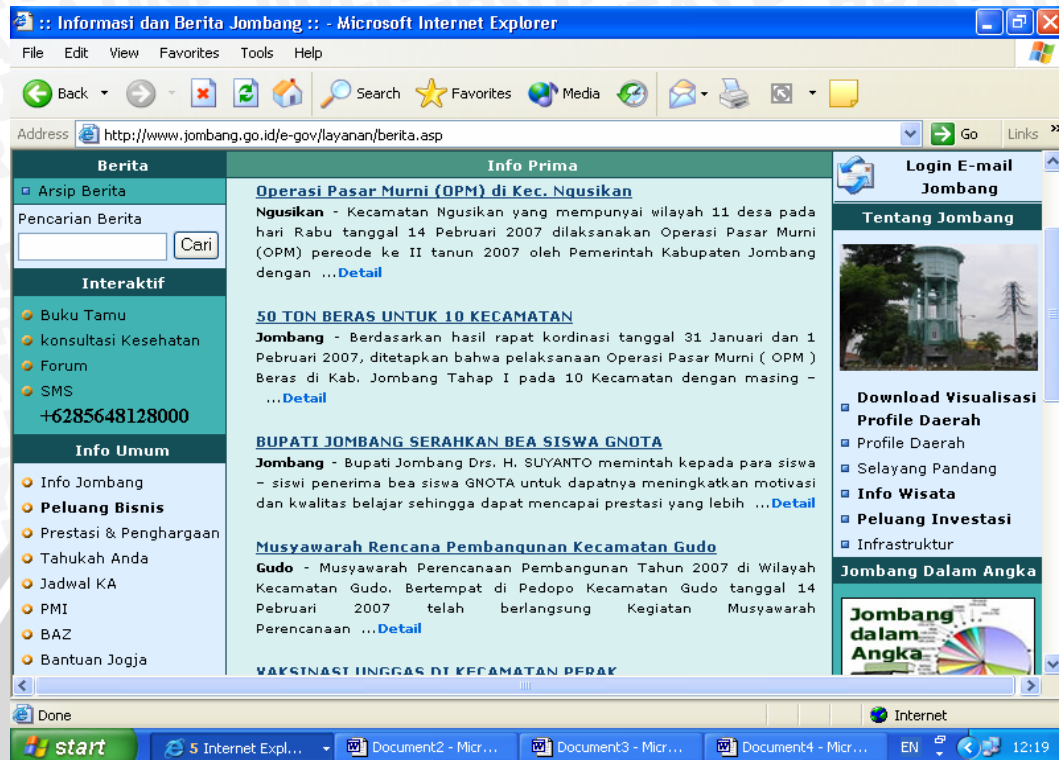 :: Informasi dan Berita Jombang :: - Microsoft Internet Explorer
File Edit View Favorites Tools Help
Back Search Favorites Media
Address http://www.jombang.go.id/e-gov/layanan/berita.asp Go Links »
Berita
Arsip Berita
Pencarian Berita
Cari
Interaktif
Buku Tamu
konsultasi Kesehatan
Forum
SMS
+6285648128000
Info Umum
Info Jombang
Peluang Bisnis
Prestasi & Penghargaan
Tahukah Anda
Jadwal KA
PMI
BAZ
Bantuan Jogja
Info Prima
Operasi Pasar Murni (OPM) di Kec. Ngusikan
Ngusikan - Kecamatan Ngusikan yang mempunyai wilayah 11 desa pada
hari Rabu tanggal 14 Pebruari 2007 dilaksanakan Operasi Pasar Murni
(OPM) pereode ke II tanun 2007 oleh Pemerintah Kabupaten Jombang
dengan ...Detail
50 TON BERAS UNTUK 10 KECAMATAN
Jombang - Berdasarkan hasil rapat kordinasi tanggal 31 Januari dan 1
Pebruari 2007, ditetapkan bahwa pelaksanaan Operasi Pasar Murni ( OPM )
Beras di Kab. Jombang Tahap I pada 10 Kecamatan dengan masing –
...Detail
BUPATI JOMBANG SERAHKAN BEA SISWA GNOTA
Jombang - Bupati Jombang Drs. H. SUYANTO memintah kepada para siswa
– siswi penerima bea siswa GNOTA untuk dapatnya meningkatkan motivasi
dan kwalitas belajar sehingga dapat mencapai prestasi yang lebih ...Detail
Musyawarah Rencana Pembangunan Kecamatan Gudo
Gudo - Musyawarah Perencanaan Pembangunan Tahun 2007 di Wilayah
Kecamatan Gudo. Bertempat di Pedopo Kecamatan Gudo tanggal 14
Pebruari 2007 telah berlangsung Kegiatan Musyawarah
Perencanaan ...Detail
VAKSINASI UNGGAS DI KECAMATAN PERAK
Login E-mail
Jombang
Tentang Jombang
Download Visualisasi
Profile Daerah
Profile Daerah
Selayang Pandang
Info Wisata
Peluang Investasi
Infrastruktur
Jombang Dalam Angka
Jombang
dalam
Angka
Done Internet
start 5 Internet Expl... Document2 - Micr... Document3 - Micr... Document4 - Micr... EN 12:19